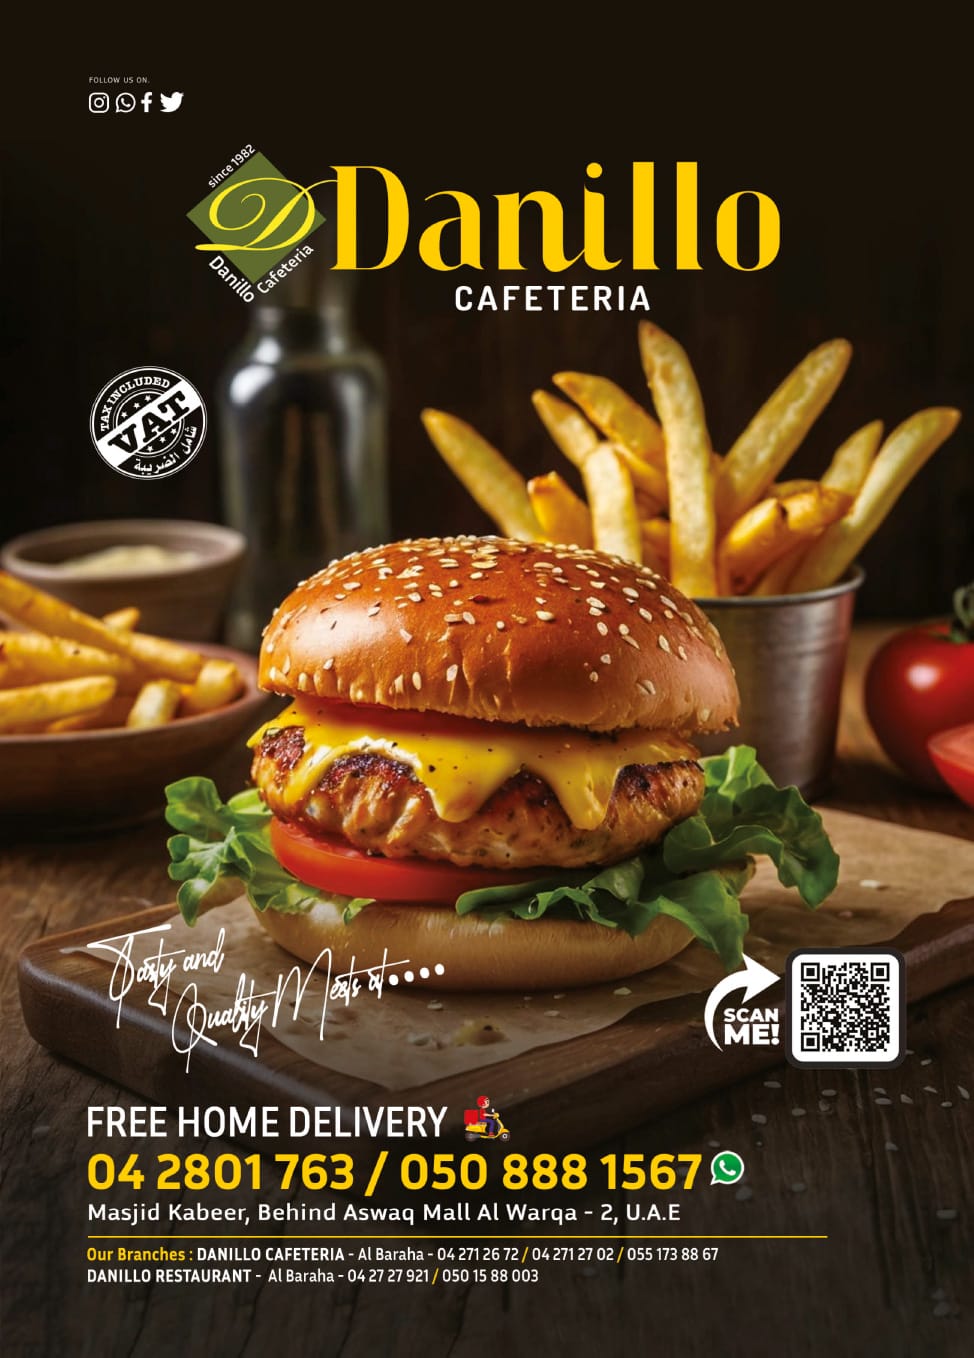 FOLLOW US ON.
since 1982
D
Danillo Cafeteria
Danillo
CAFETERIA
TAX INCLUDED
VAT
شامل الضريبة
Tasty and
Quality Meets at....
SCAN
ME!
FREE HOME DELIVERY
04 2801 763 / 050 888 1567
Masjid Kabeer, Behind Aswaq Mall Al Warqa - 2, U.A.E
Our Branches : DANILLO CAFETERIA - Al Baraha - 04 271 26 72 / 04 271 27 02 / 055 173 88 67
DANILLO RESTAURANT - Al Baraha - 04 27 27 921 / 050 15 88 003